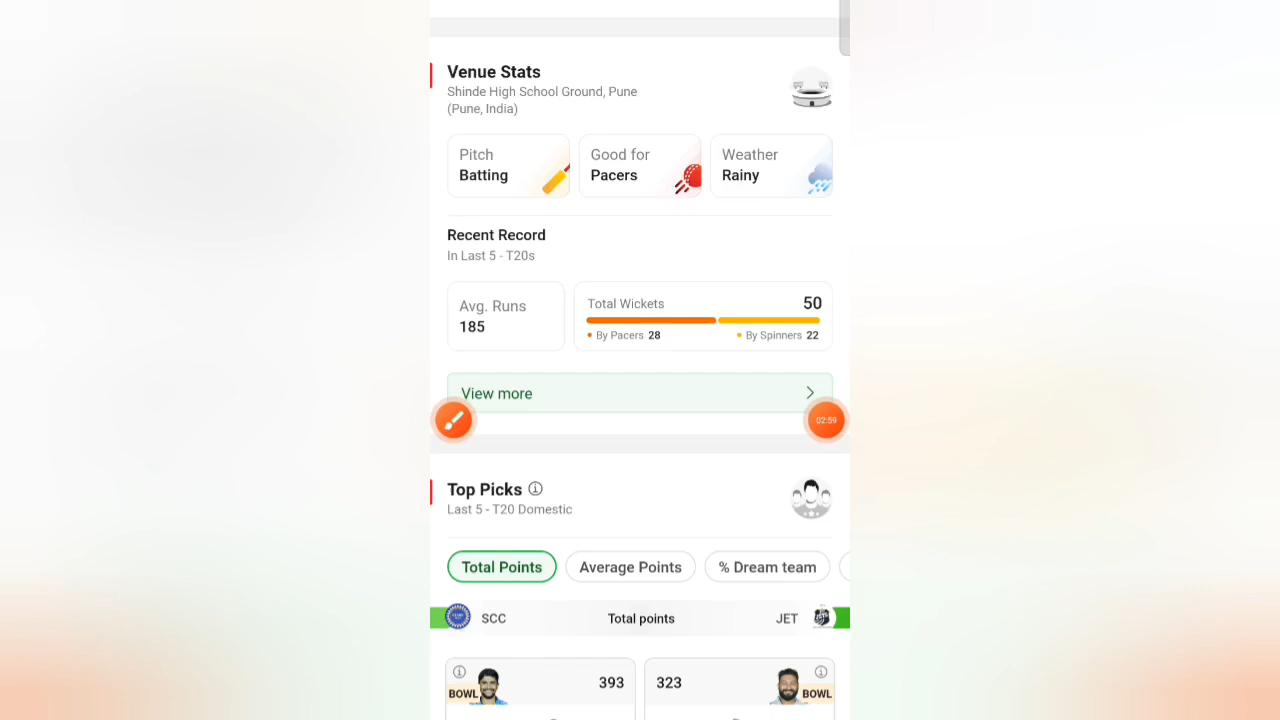 Venue Stats
Shinde High School Ground, Pune
(Pune, India)
Pitch
Batting
Good for
Pacers
Weather
Rainy
Recent Record
In Last 5 - T20s
Avg. Runs
185
Total Wickets 50
By Pacers 28
By Spinners 22
View more
02:59
Top Picks
Last 5 - T20 Domestic
Total Points
Average Points
% Dream team
SCC Total points JET
BOWL 393
323 BOWL